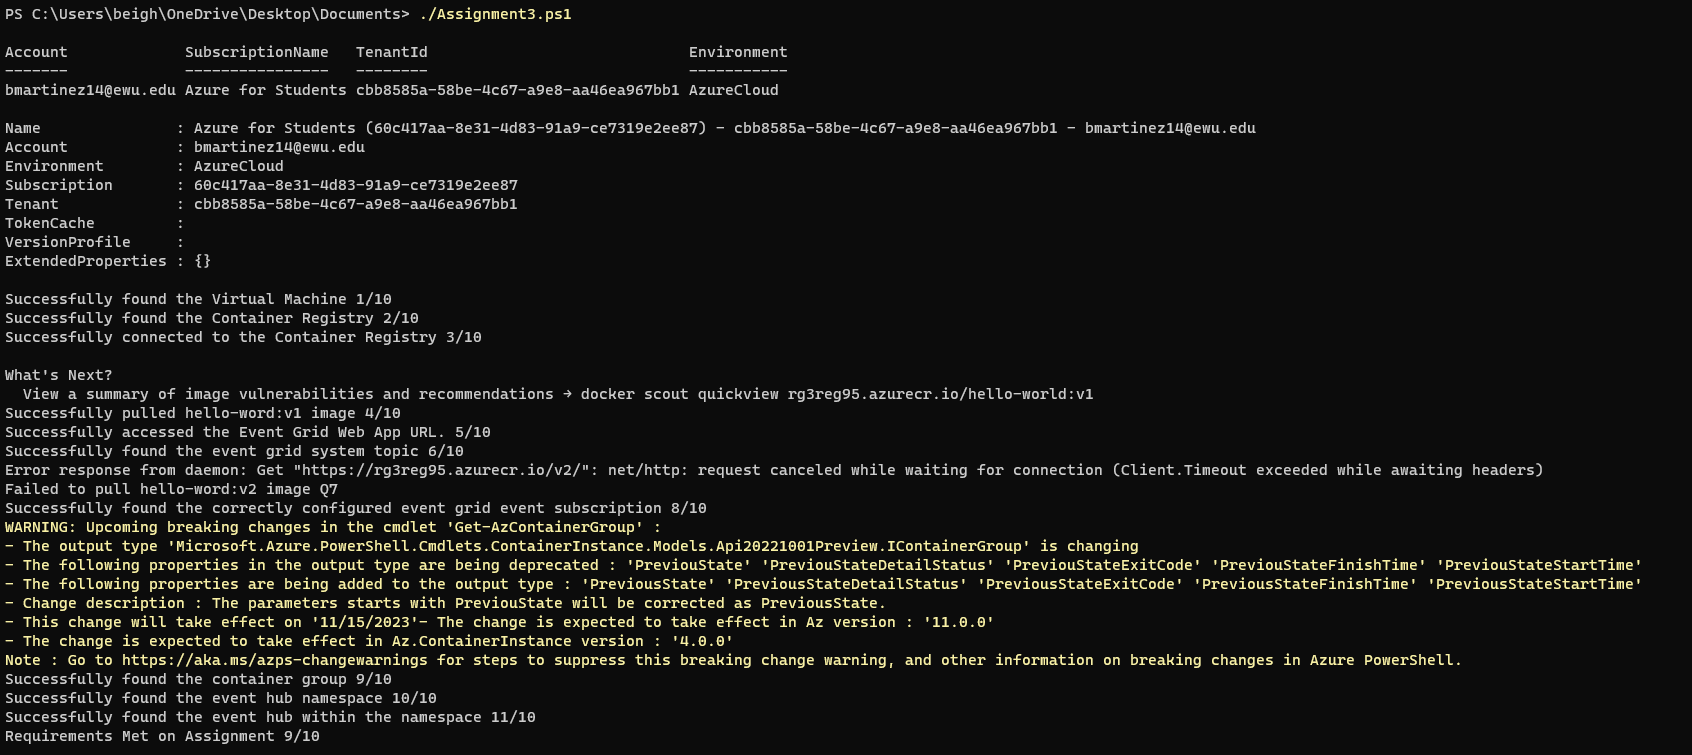 PS C:\Users\beigh\OneDrive\Desktop\Documents> ./Assignment3.ps1
Account             SubscriptionName   TenantId                             Environment
-------             ----------------   --------                             -----------
bmartinez14@ewu.edu Azure for Students cbb8585a-58be-4c67-a9e8-aa46ea967bb1 AzureCloud
Name               : Azure for Students (60c417aa-8e31-4d83-91a9-ce7319e2ee87) - cbb8585a-58be-4c67-a9e8-aa46ea967bb1 - bmartinez14@ewu.edu
Account            : bmartinez14@ewu.edu
Environment        : AzureCloud
Subscription       : 60c417aa-8e31-4d83-91a9-ce7319e2ee87
Tenant             : cbb8585a-58be-4c67-a9e8-aa46ea967bb1
TokenCache         :
VersionProfile     :
ExtendedProperties : {}
Successfully found the Virtual Machine 1/10
Successfully found the Container Registry 2/10
Successfully connected to the Container Registry 3/10
What's Next?
  View a summary of image vulnerabilities and recommendations → docker scout quickview rg3reg95.azurecr.io/hello-world:v1
Successfully pulled hello-word:v1 image 4/10
Successfully accessed the Event Grid Web App URL. 5/10
Successfully found the event grid system topic 6/10
Error response from daemon: Get "https://rg3reg95.azurecr.io/v2/": net/http: request canceled while waiting for connection (Client.Timeout exceeded while awaiting headers)
Failed to pull hello-word:v2 image Q7
Successfully found the correctly configured event grid event subscription 8/10
WARNING: Upcoming breaking changes in the cmdlet 'Get-AzContainerGroup' :
- The output type 'Microsoft.Azure.PowerShell.Cmdlets.ContainerInstance.Models.Api20221001Preview.IContainerGroup' is changing
- The following properties in the output type are being deprecated : 'PreviouState' 'PreviouStateDetailStatus' 'PreviouStateExitCode' 'PreviouStateFinishTime' 'PreviouStateStartTime'
- The following properties are being added to the output type : 'PreviousState' 'PreviousStateDetailStatus' 'PreviousStateExitCode' 'PreviousStateFinishTime' 'PreviousStateStartTime'
- Change description : The parameters starts with PreviouState will be corrected as PreviousState.
- This change will take effect on '11/15/2023'- The change is expected to take effect in Az version : '11.0.0'
- The change is expected to take effect in Az.ContainerInstance version : '4.0.0'
Note : Go to https://aka.ms/azps-changewarnings for steps to suppress this breaking change warning, and other information on breaking changes in Azure PowerShell.
Successfully found the container group 9/10
Successfully found the event hub namespace 10/10
Successfully found the event hub within the namespace 11/10
Requirements Met on Assignment 9/10